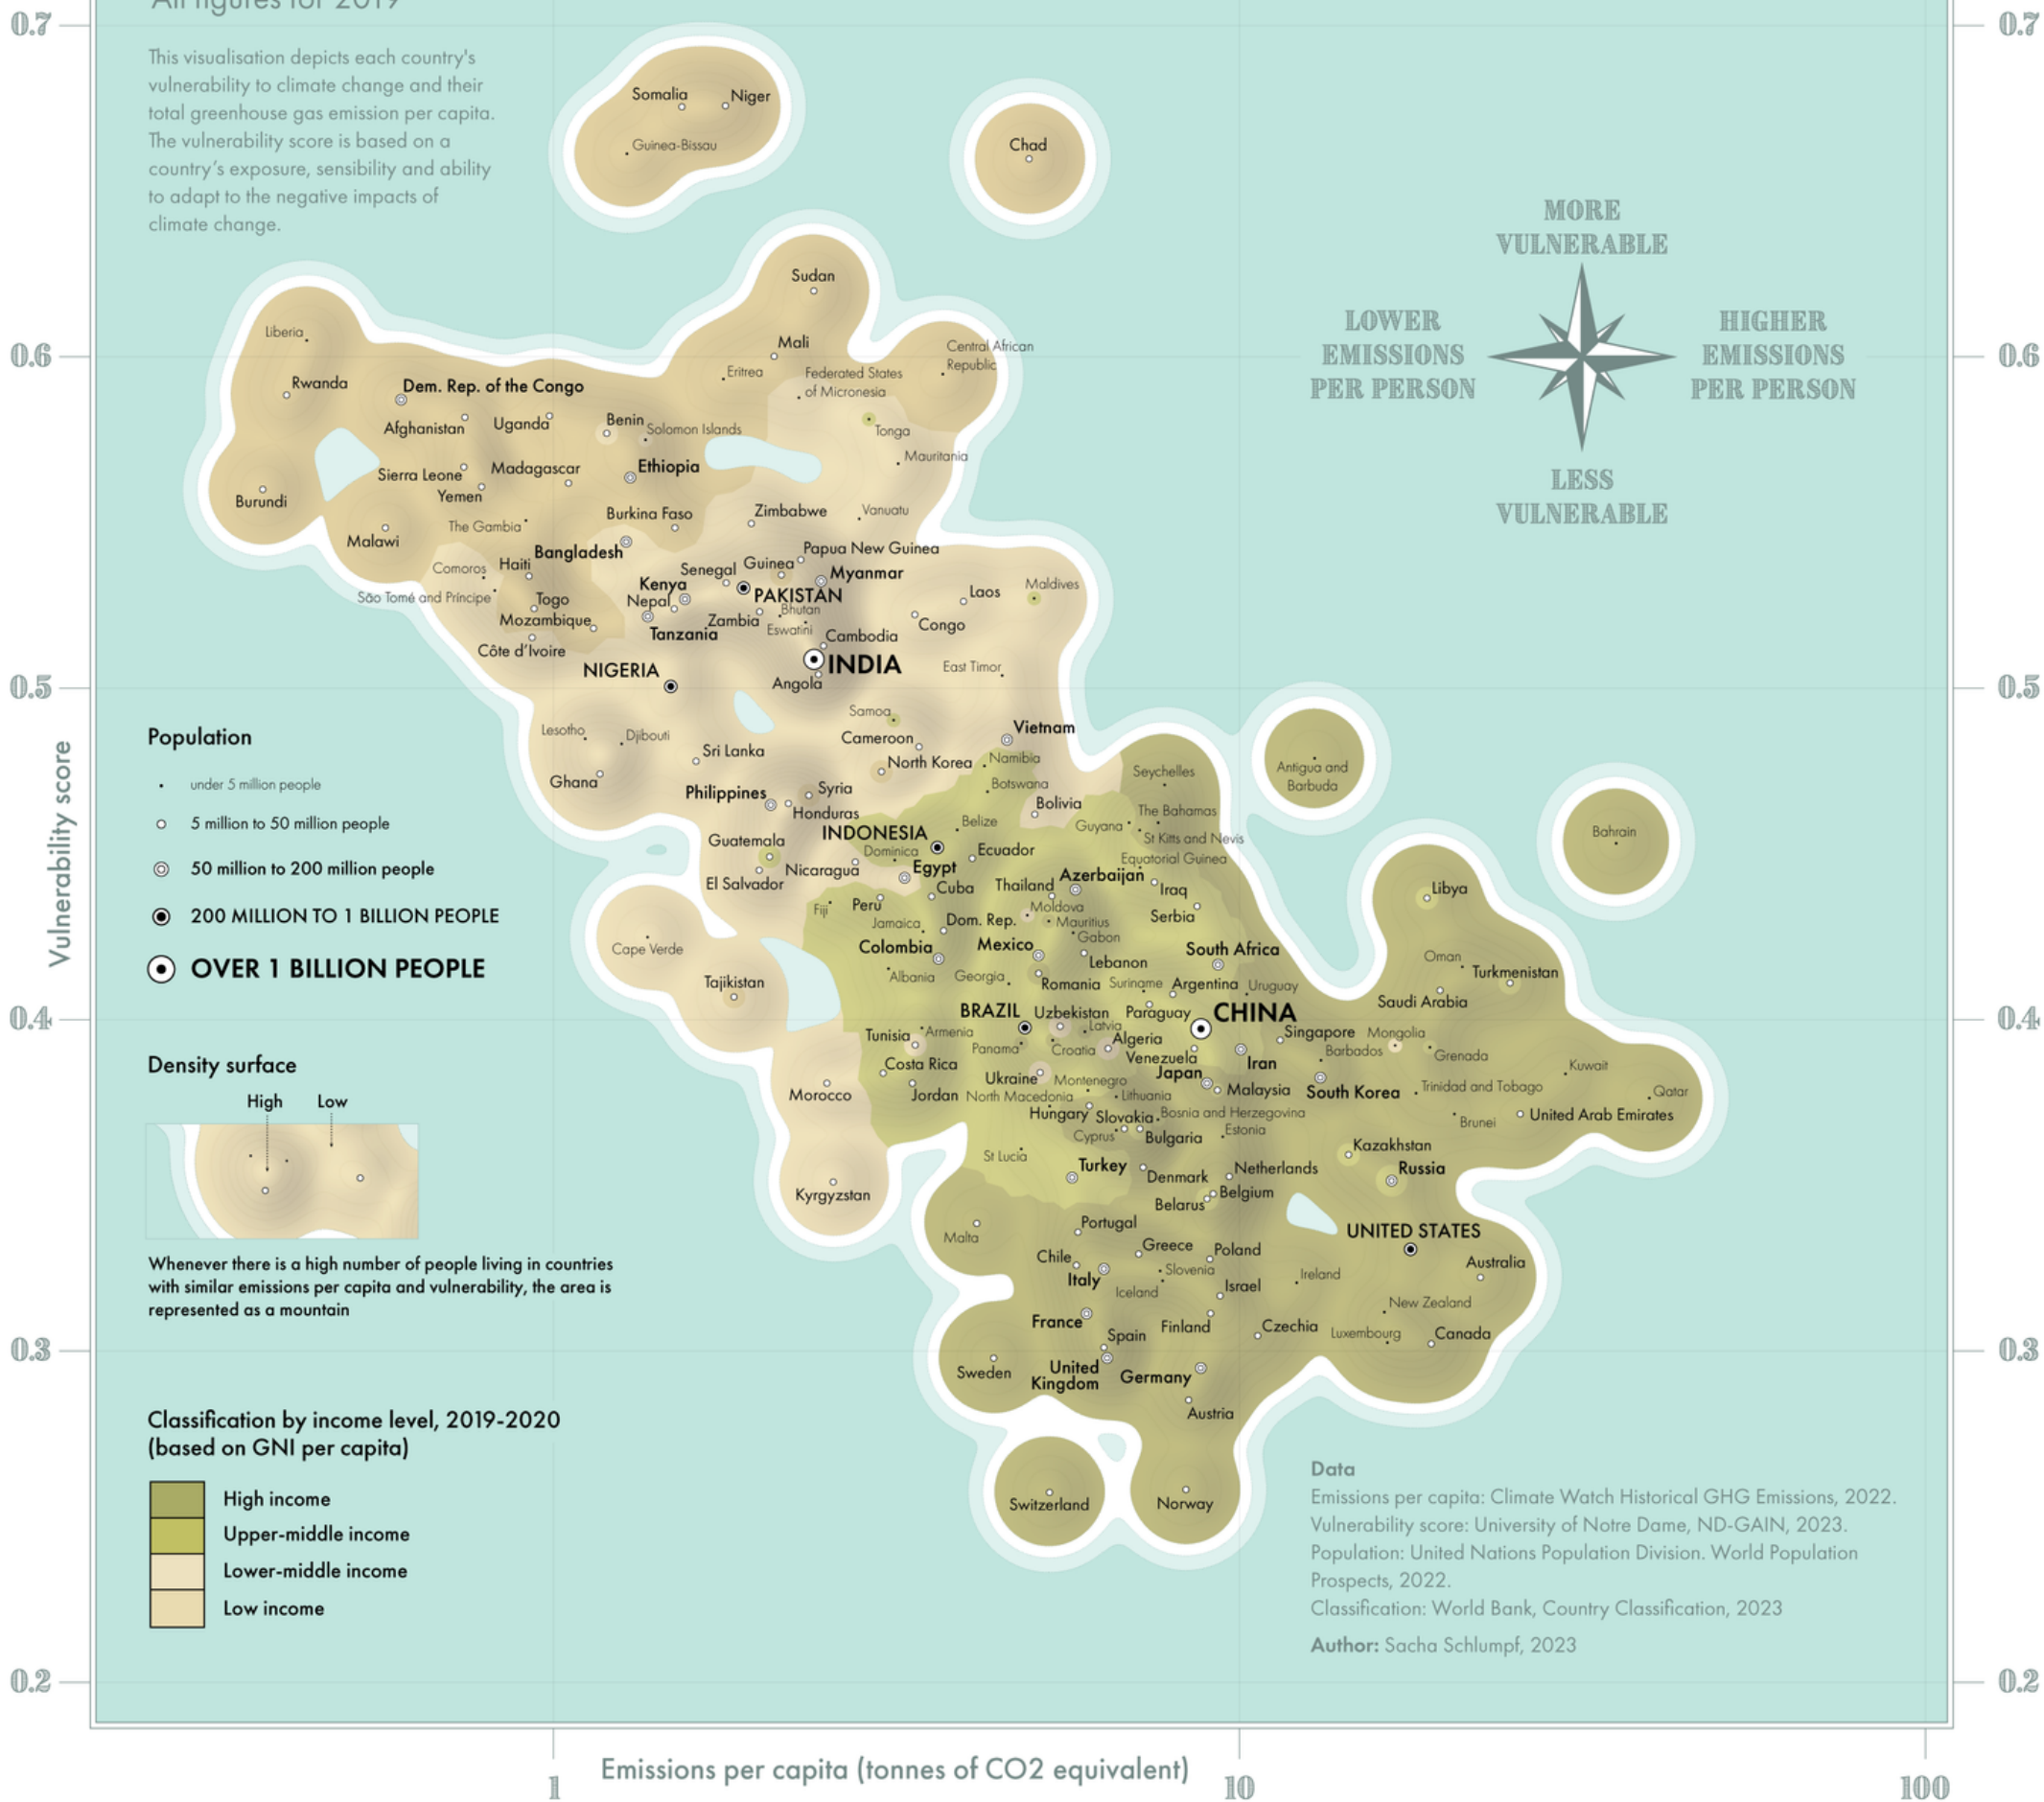 All figures for 2019
0.7
0.7
This visualisation depicts each country's
vulnerability to climate change and their
total greenhouse gas emission per capita.
The vulnerability score is based on a
country's exposure, sensibility and ability
to adapt to the negative impacts of
climate change.
Somalia
Niger
Guinea-Bissau
Chad
MORE
VULNERABLE
LOWER
EMISSIONS
PER PERSON
HIGHER
EMISSIONS
PER PERSON
LESS
VULNERABLE
Sudan
Liberia
Mali
Central African
Republic
0.6
0.6
Eritrea
Federated States
of Micronesia
Rwanda
Dem. Rep. of the Congo
Afghanistan
Uganda
Benin
Solomon Islands
Tonga
Mauritania
Sierra Leone
Madagascar
Ethiopia
Yemen
Burundi
The Gambia
Burkina Faso
Zimbabwe
Vanuatu
Malawi
Bangladesh
Papua New Guinea
Comoros
Haiti
Senegal
Guinea
Myanmar
Kenya
PAKISTAN
Laos
Maldives
São Tomé and Príncipe
Togo
Nepal
Bhutan
Mozambique
Zambia
Eswatini
Congo
Tanzania
Cambodia
Côte d'Ivoire
INDIA
NIGERIA
East Timor
Angola
0.5
0.5
Samoa
Lesotho
Djibouti
Cameroon
Vietnam
Sri Lanka
North Korea
Namibia
Seychelles
Antigua and
Barbuda
Ghana
Philippines
Syria
Botswana
Honduras
Bolivia
The Bahamas
INDONESIA
Belize
Guyana
St Kitts and Nevis
Bahrain
Guatemala
Dominica
Ecuador
Equatorial Guinea
Nicaragua
Egypt
Azerbaijan
El Salvador
Cuba
Thailand
Iraq
Libya
Fiji
Peru
Moldova
Serbia
Jamaica
Dom. Rep.
Mauritius
Gabon
Cape Verde
Colombia
Mexico
South Africa
Lebanon
Oman
Albania
Georgia
Romania
Suriname
Argentina
Uruguay
Turkmenistan
Tajikistan
Saudi Arabia
BRAZIL
Uzbekistan
Paraguay
CHINA
0.4
0.4
Tunisia
Armenia
Latvia
Algeria
Singapore
Mongolia
Panama
Croatia
Venezuela
Barbados
Grenada
Costa Rica
Iran
Kuwait
Ukraine
Montenegro
Japan
Malaysia
South Korea
Trinidad and Tobago
Qatar
Morocco
Jordan
North Macedonia
Lithuania
Hungary
Slovakia
Bosnia and Herzegovina
Brunei
United Arab Emirates
Cyprus
Bulgaria
Estonia
St Lucia
Kazakhstan
Turkey
Denmark
Netherlands
Russia
Kyrgyzstan
Belarus
Belgium
Malta
Portugal
UNITED STATES
Chile
Greece
Poland
Australia
Italy
Slovenia
Ireland
Iceland
Israel
New Zealand
France
Finland
Czechia
Luxembourg
Canada
Spain
0.3
0.3
Sweden
United
Kingdom
Germany
Austria
Switzerland
Norway
0.2
0.2
Vulnerability score
Population
under 5 million people
5 million to 50 million people
50 million to 200 million people
200 MILLION TO 1 BILLION PEOPLE
OVER 1 BILLION PEOPLE
Density surface
High
Low
Whenever there is a high number of people living in countries
with similar emissions per capita and vulnerability, the area is
represented as a mountain
Classification by income level, 2019-2020
(based on GNI per capita)
High income
Upper-middle income
Lower-middle income
Low income
Data
Emissions per capita: Climate Watch Historical GHG Emissions, 2022.
Vulnerability score: University of Notre Dame, ND-GAIN, 2023.
Population: United Nations Population Division. World Population
Prospects, 2022.
Classification: World Bank, Country Classification, 2023
Author: Sacha Schlumpf, 2023
Emissions per capita (tonnes of CO2 equivalent)
1
10
100